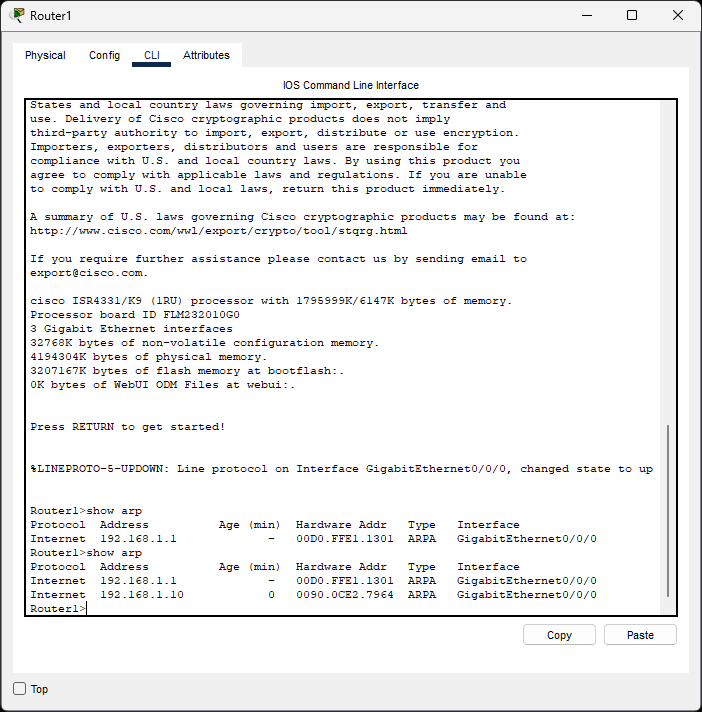 Router1
Physical Config CLI Attributes
IOS Command Line Interface
States and local country laws governing import, export, transfer and
use. Delivery of Cisco cryptographic products does not imply
third-party authority to import, export, distribute or use encryption.
Importers, exporters, distributors and users are responsible for
compliance with U.S. and local country laws. By using this product you
agree to comply with applicable laws and regulations. If you are unable
to comply with U.S. and local laws, return this product immediately.
A summary of U.S. laws governing Cisco cryptographic products may be found at:
http://www.cisco.com/wwl/export/crypto/tool/stqrg.html
If you require further assistance please contact us by sending email to
export@cisco.com.
cisco ISR4331/K9 (1RU) processor with 1795999K/6147K bytes of memory.
Processor board ID FLM232010G0
3 Gigabit Ethernet interfaces
32768K bytes of non-volatile configuration memory.
4194304K bytes of physical memory.
3207167K bytes of flash memory at bootflash:.
0K bytes of WebUI ODM Files at webui:.
Press RETURN to get started!
%LINEPROTO-5-UPDOWN: Line protocol on Interface GigabitEthernet0/0/0, changed state to up
Router1>show arp
Protocol  Address          Age (min)  Hardware Addr   Type   Interface
Internet  192.168.1.1             -   00D0.FFE1.1301  ARPA   GigabitEthernet0/0/0
Router1>show arp
Protocol  Address          Age (min)  Hardware Addr   Type   Interface
Internet  192.168.1.1             -   00D0.FFE1.1301  ARPA   GigabitEthernet0/0/0
Internet  192.168.1.10            0   0090.0CE2.7964  ARPA   GigabitEthernet0/0/0
Router1>
Copy Paste
Top